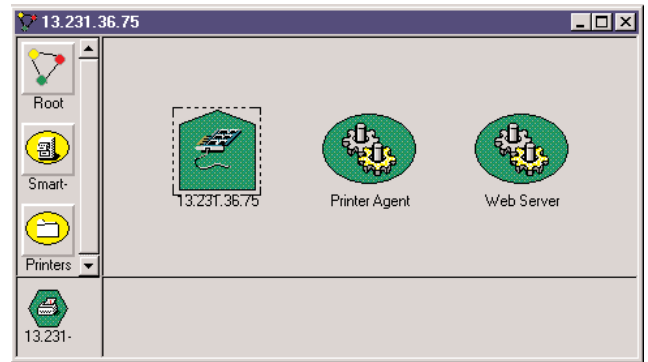 13.231.36.75
Root
Smart-
Printers
13.231.36.75
Printer Agent
Web Server
13.231-